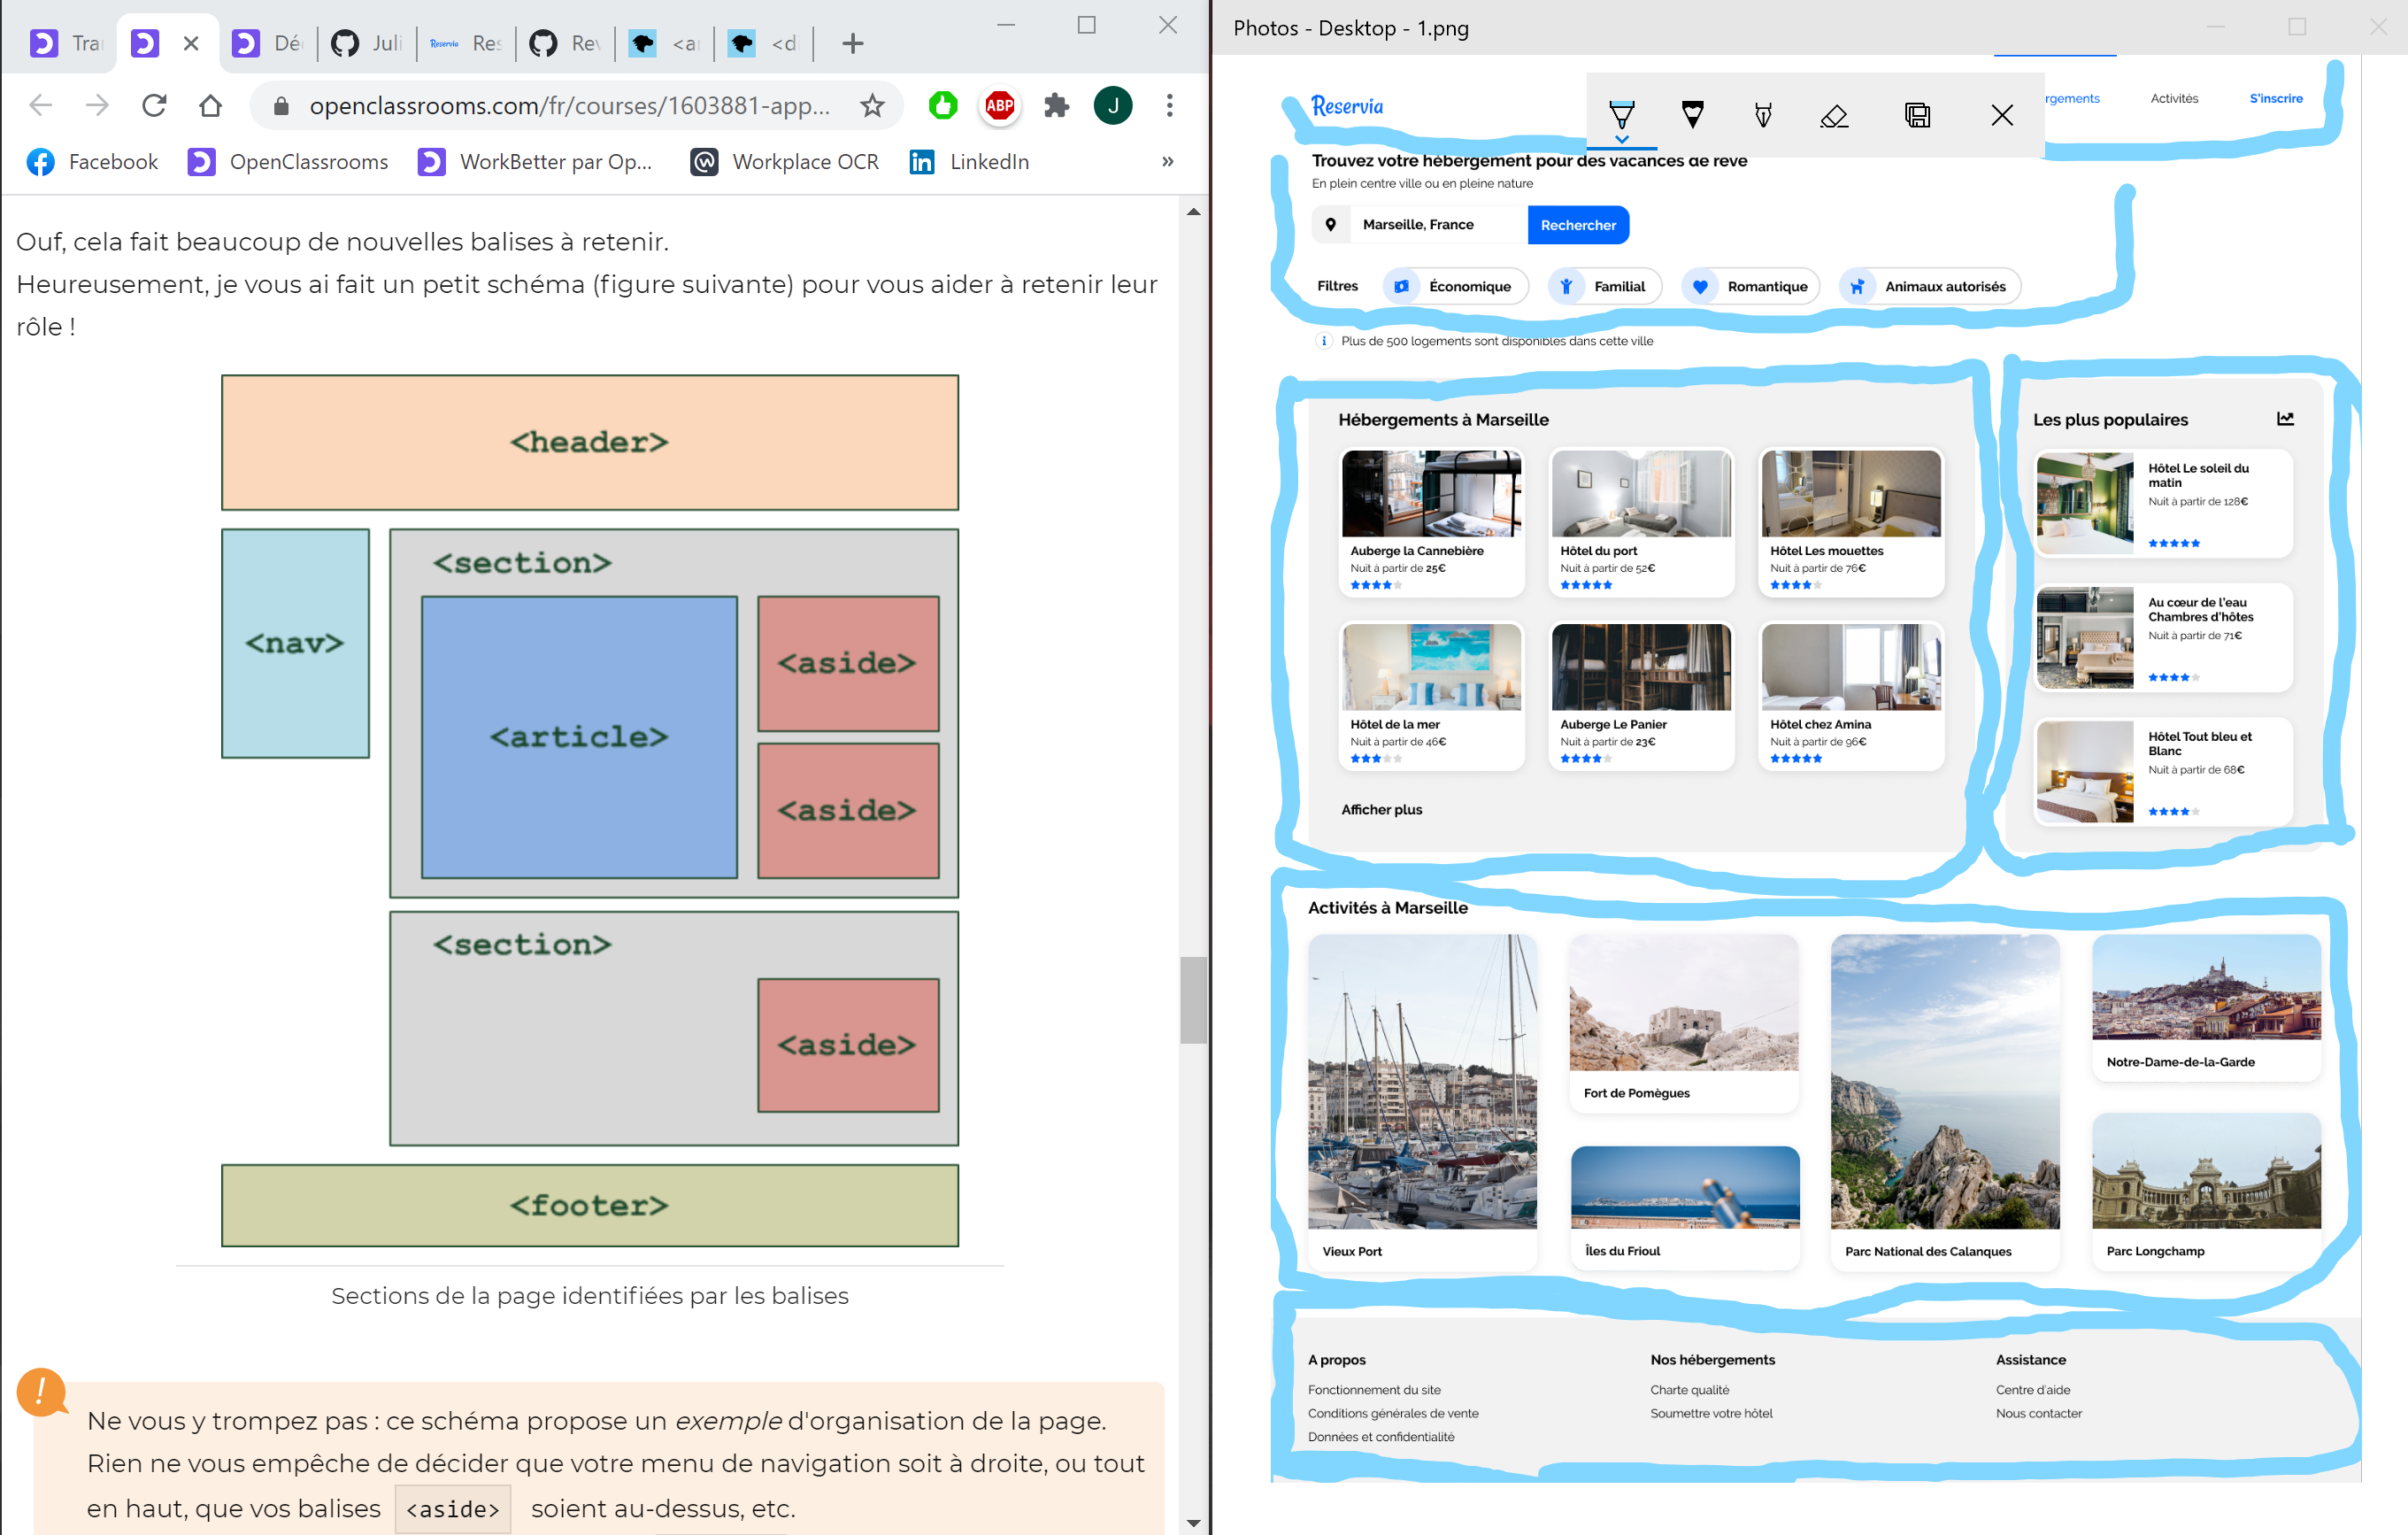 Tra
Dé
Juli
Reservia
Res
Rev
<a
<d
openclassrooms.com/fr/courses/1603881-app...
ABP
J
Facebook
OpenClassrooms
WorkBetter par Op...
Workplace OCR
LinkedIn
»
Ouf, cela fait beaucoup de nouvelles balises à retenir.
Heureusement, je vous ai fait un petit schéma (figure suivante) pour vous aider à retenir leur
rôle !
<header>
<nav>
<section>
<article>
<aside>
<aside>
<section>
<aside>
<footer>
Sections de la page identifiées par les balises
!
Ne vous y trompez pas : ce schéma propose un exemple d'organisation de la page.
Rien ne vous empêche de décider que votre menu de navigation soit à droite, ou tout
en haut, que vos balises <aside> soient au-dessus, etc.
Photos - Desktop - 1.png
Reservia
rgements
Activités
S'inscrire
Trouvez votre hébergement pour des vacances de rêve
En plein centre ville ou en pleine nature
Marseille, France
Rechercher
Filtres
Économique
Familial
Romantique
Animaux autorisés
Plus de 500 logements sont disponibles dans cette ville
Hébergements à Marseille
Auberge la Cannebière
Nuit à partir de 25€
Hôtel du port
Nuit à partir de 52€
Hôtel Les mouettes
Nuit à partir de 76€
Hôtel de la mer
Nuit à partir de 46€
Auberge Le Panier
Nuit à partir de 23€
Hôtel chez Amina
Nuit à partir de 96€
Afficher plus
Les plus populaires
Hôtel Le soleil du
matin
Nuit à partir de 128€
Au cœur de l'eau
Chambres d'hôtes
Nuit à partir de 71€
Hôtel Tout bleu et
Blanc
Nuit à partir de 68€
Activités à Marseille
Vieux Port
Fort de Pomègues
Îles du Frioul
Parc National des Calanques
Notre-Dame-de-la-Garde
Parc Longchamp
A propos
Fonctionnement du site
Conditions générales de vente
Données et confidentialité
Nos hébergements
Charte qualité
Soumettre votre hôtel
Assistance
Centre d'aide
Nous contacter